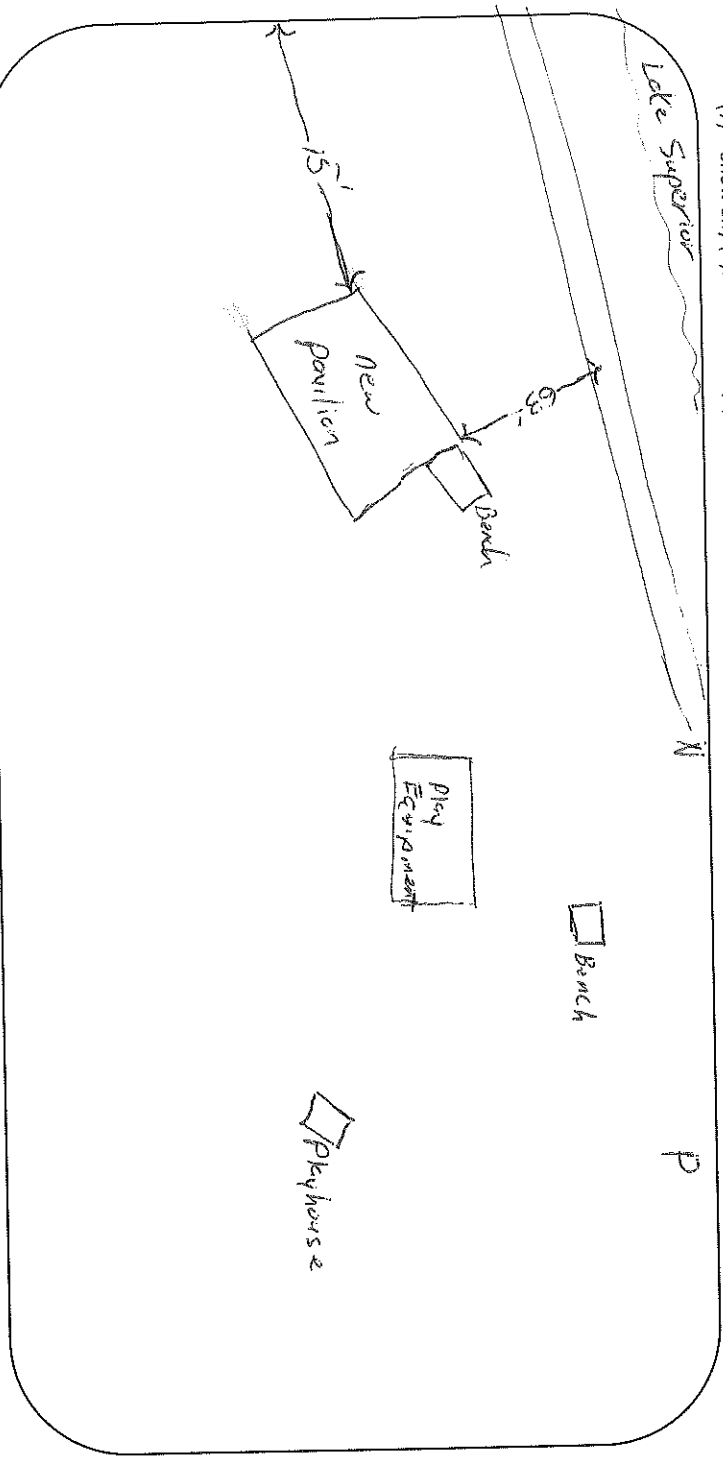 Lake Superior
N
P
63'
15'
Bench
new
pavilion
Play
Equipment
Bench
Playhouse